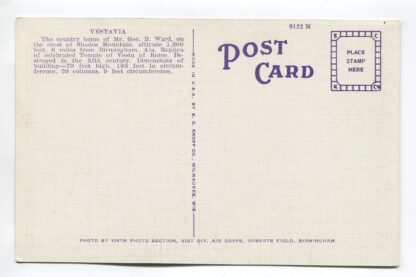 VESTAVIA
The country home of Mr. Geo. B. Ward, on
the crest of Shades Mountain, altitude 1,300
feet, 6 miles from Birmingham, Ala. Replica
of celebrated Temple of Vesta of Rome. De-
stroyed in the fifth century. Dimensions of
building—70 feet high, 186 feet in circum-
ference, 20 columns, 9 feet circumference,
MADE IN U.S.A. BY E. C. KROPP CO., MILWAUKEE, WIS.
9122 N
POST
CARD
PLACE
STAMP
HERE
PHOTO BY 106TH PHOTO SECTION, 31ST DIV. AIR CORPS, ROBERTS FIELD, BIRMINGHAM